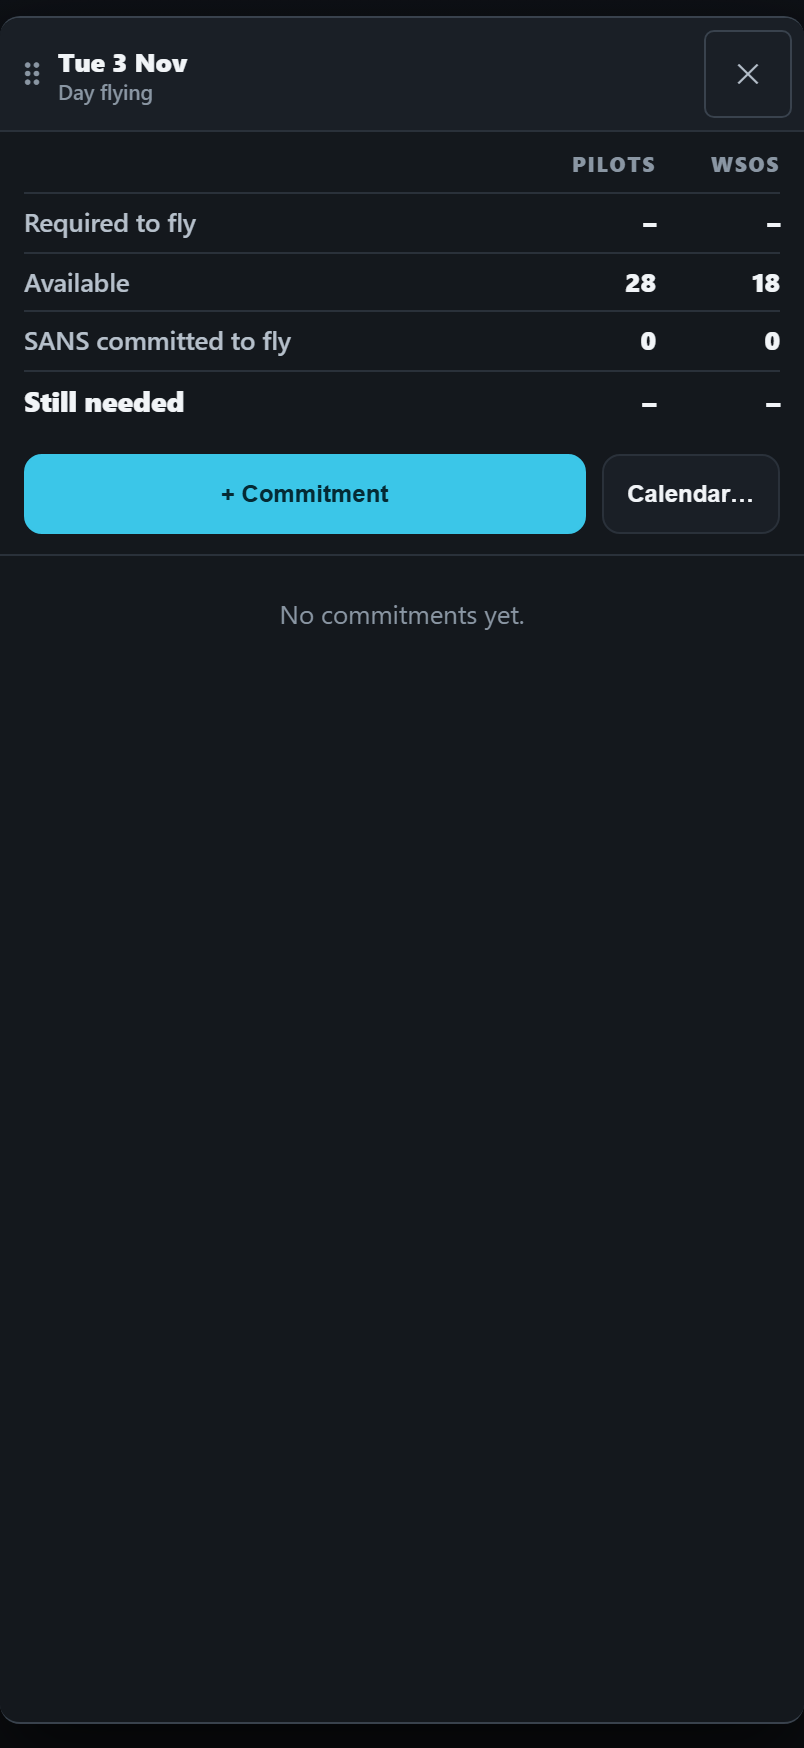 Tue 3 Nov
Day flying
PILOTS WSOS
Required to fly – –
Available 28 18
SANS committed to fly 0 0
Still needed – –
+ Commitment Calendar...
No commitments yet.